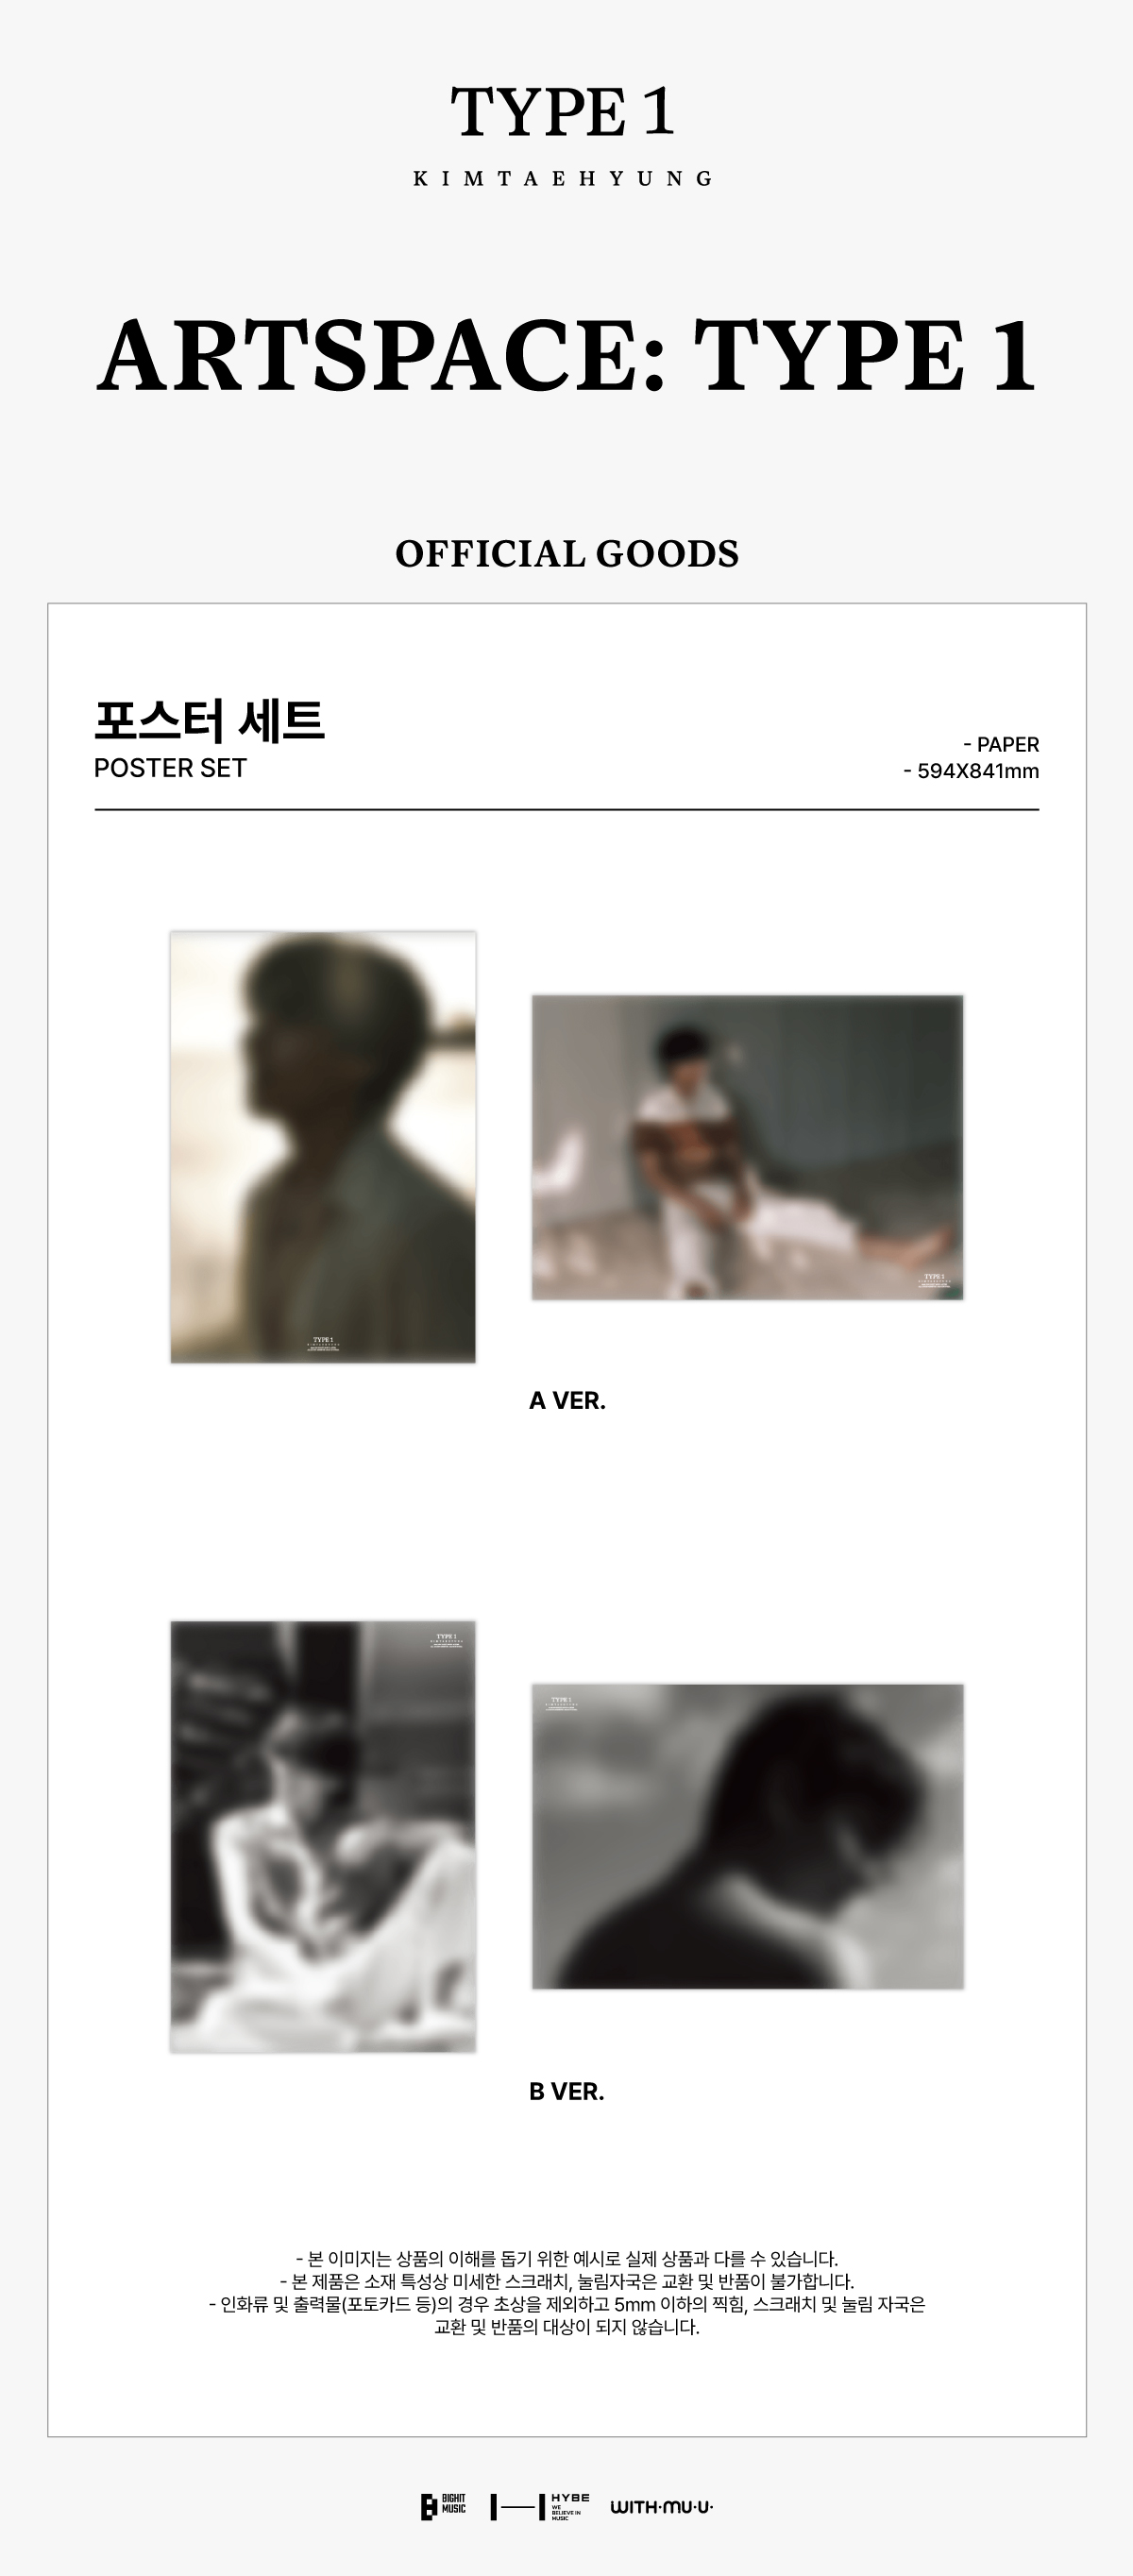 TYPE 1
KIMTAEHYUNG
ARTSPACE: TYPE 1
OFFICIAL GOODS
포스터 세트
POSTER SET
- PAPER
- 594X841mm
TYPE 1
TYPE 1
A VER.
TYPE 1
TYPE 1
B VER.
- 본 이미지는 상품의 이해를 돕기 위한 예시로 실제 상품과 다를 수 있습니다.
- 본 제품은 소재 특성상 미세한 스크래치, 눌림자국은 교환 및 반품이 불가합니다.
- 인화류 및 출력물(포토카드 등)의 경우 초상을 제외하고 5mm 이하의 찍힘, 스크래치 및 눌림 자국은
교환 및 반품의 대상이 되지 않습니다.
BIGHIT
MUSIC
HYBE
WE
BELIEVE IN
MUSIC
WITH·MU·U·